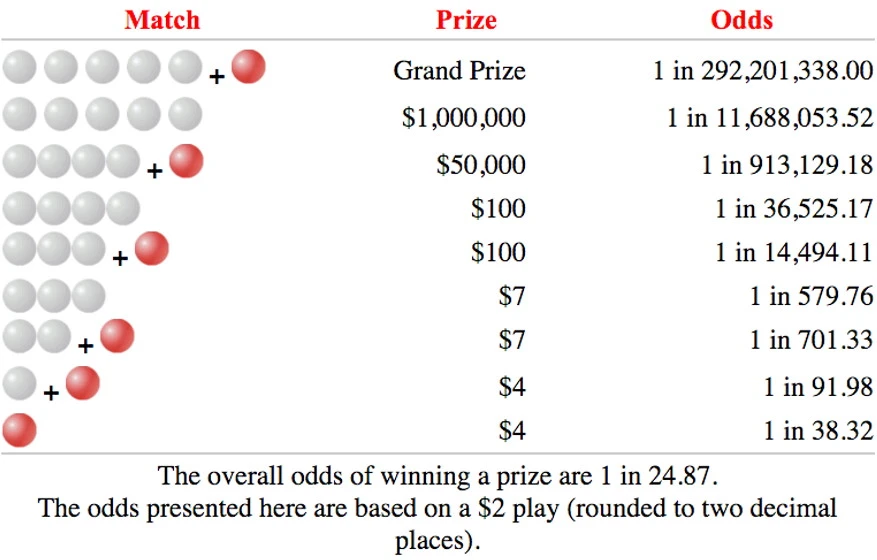 Match Prize Odds
+ Grand Prize 1 in 292,201,338.00
$1,000,000 1 in 11,688,053.52
+ $50,000 1 in 913,129.18
$100 1 in 36,525.17
+ $100 1 in 14,494.11
$7 1 in 579.76
+ $7 1 in 701.33
+ $4 1 in 91.98
$4 1 in 38.32
The overall odds of winning a prize are 1 in 24.87.
The odds presented here are based on a $2 play (rounded to two decimal
places).